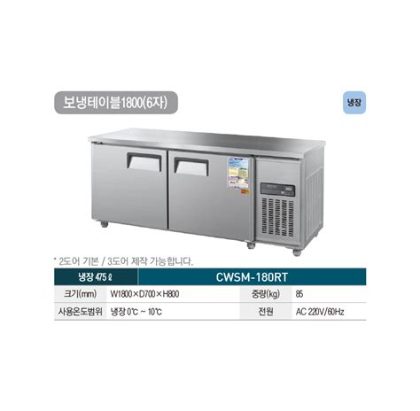 보냉테이블1800(6자)
냉장
* 2도어 기본 / 3도어 제작 가능합니다.
냉장 475ℓ CWSM-180RT
크기(mm) W1800×D700×H800 중량(kg) 85
사용온도범위 냉장 0℃ ~ 10℃ 전원 AC 220V/60Hz